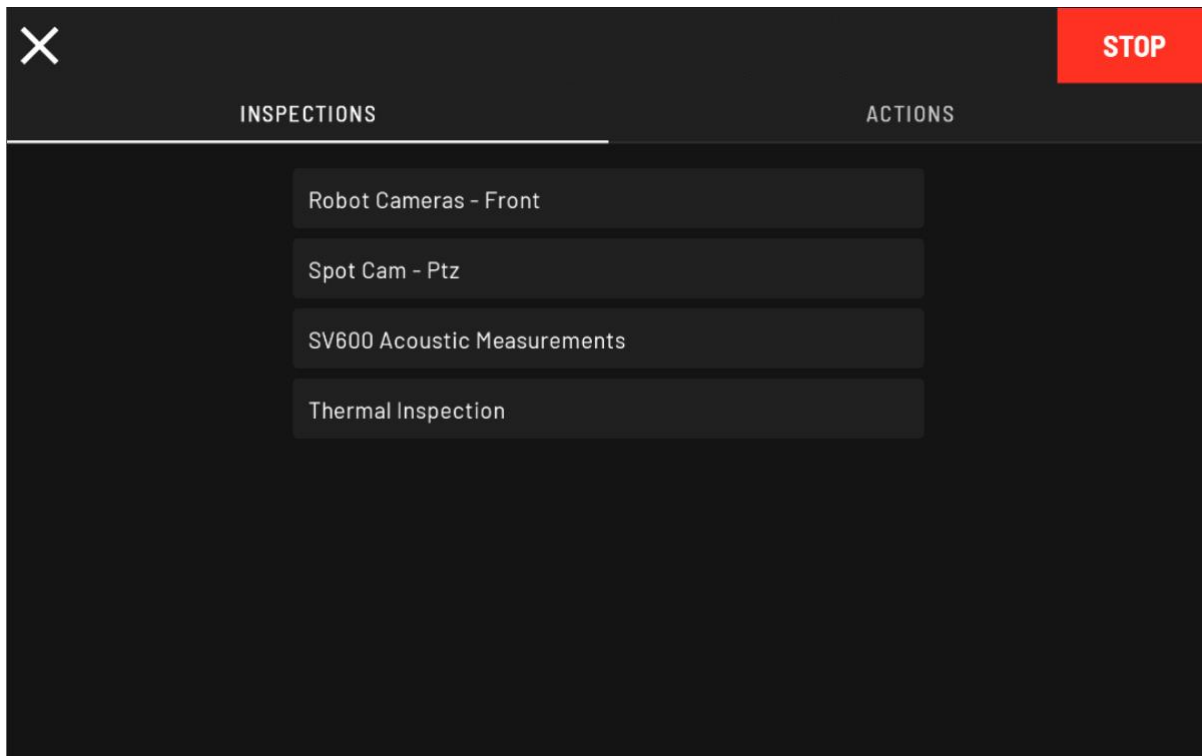 STOP
INSPECTIONS
ACTIONS
Robot Cameras - Front
Spot Cam - Ptz
SV600 Acoustic Measurements
Thermal Inspection